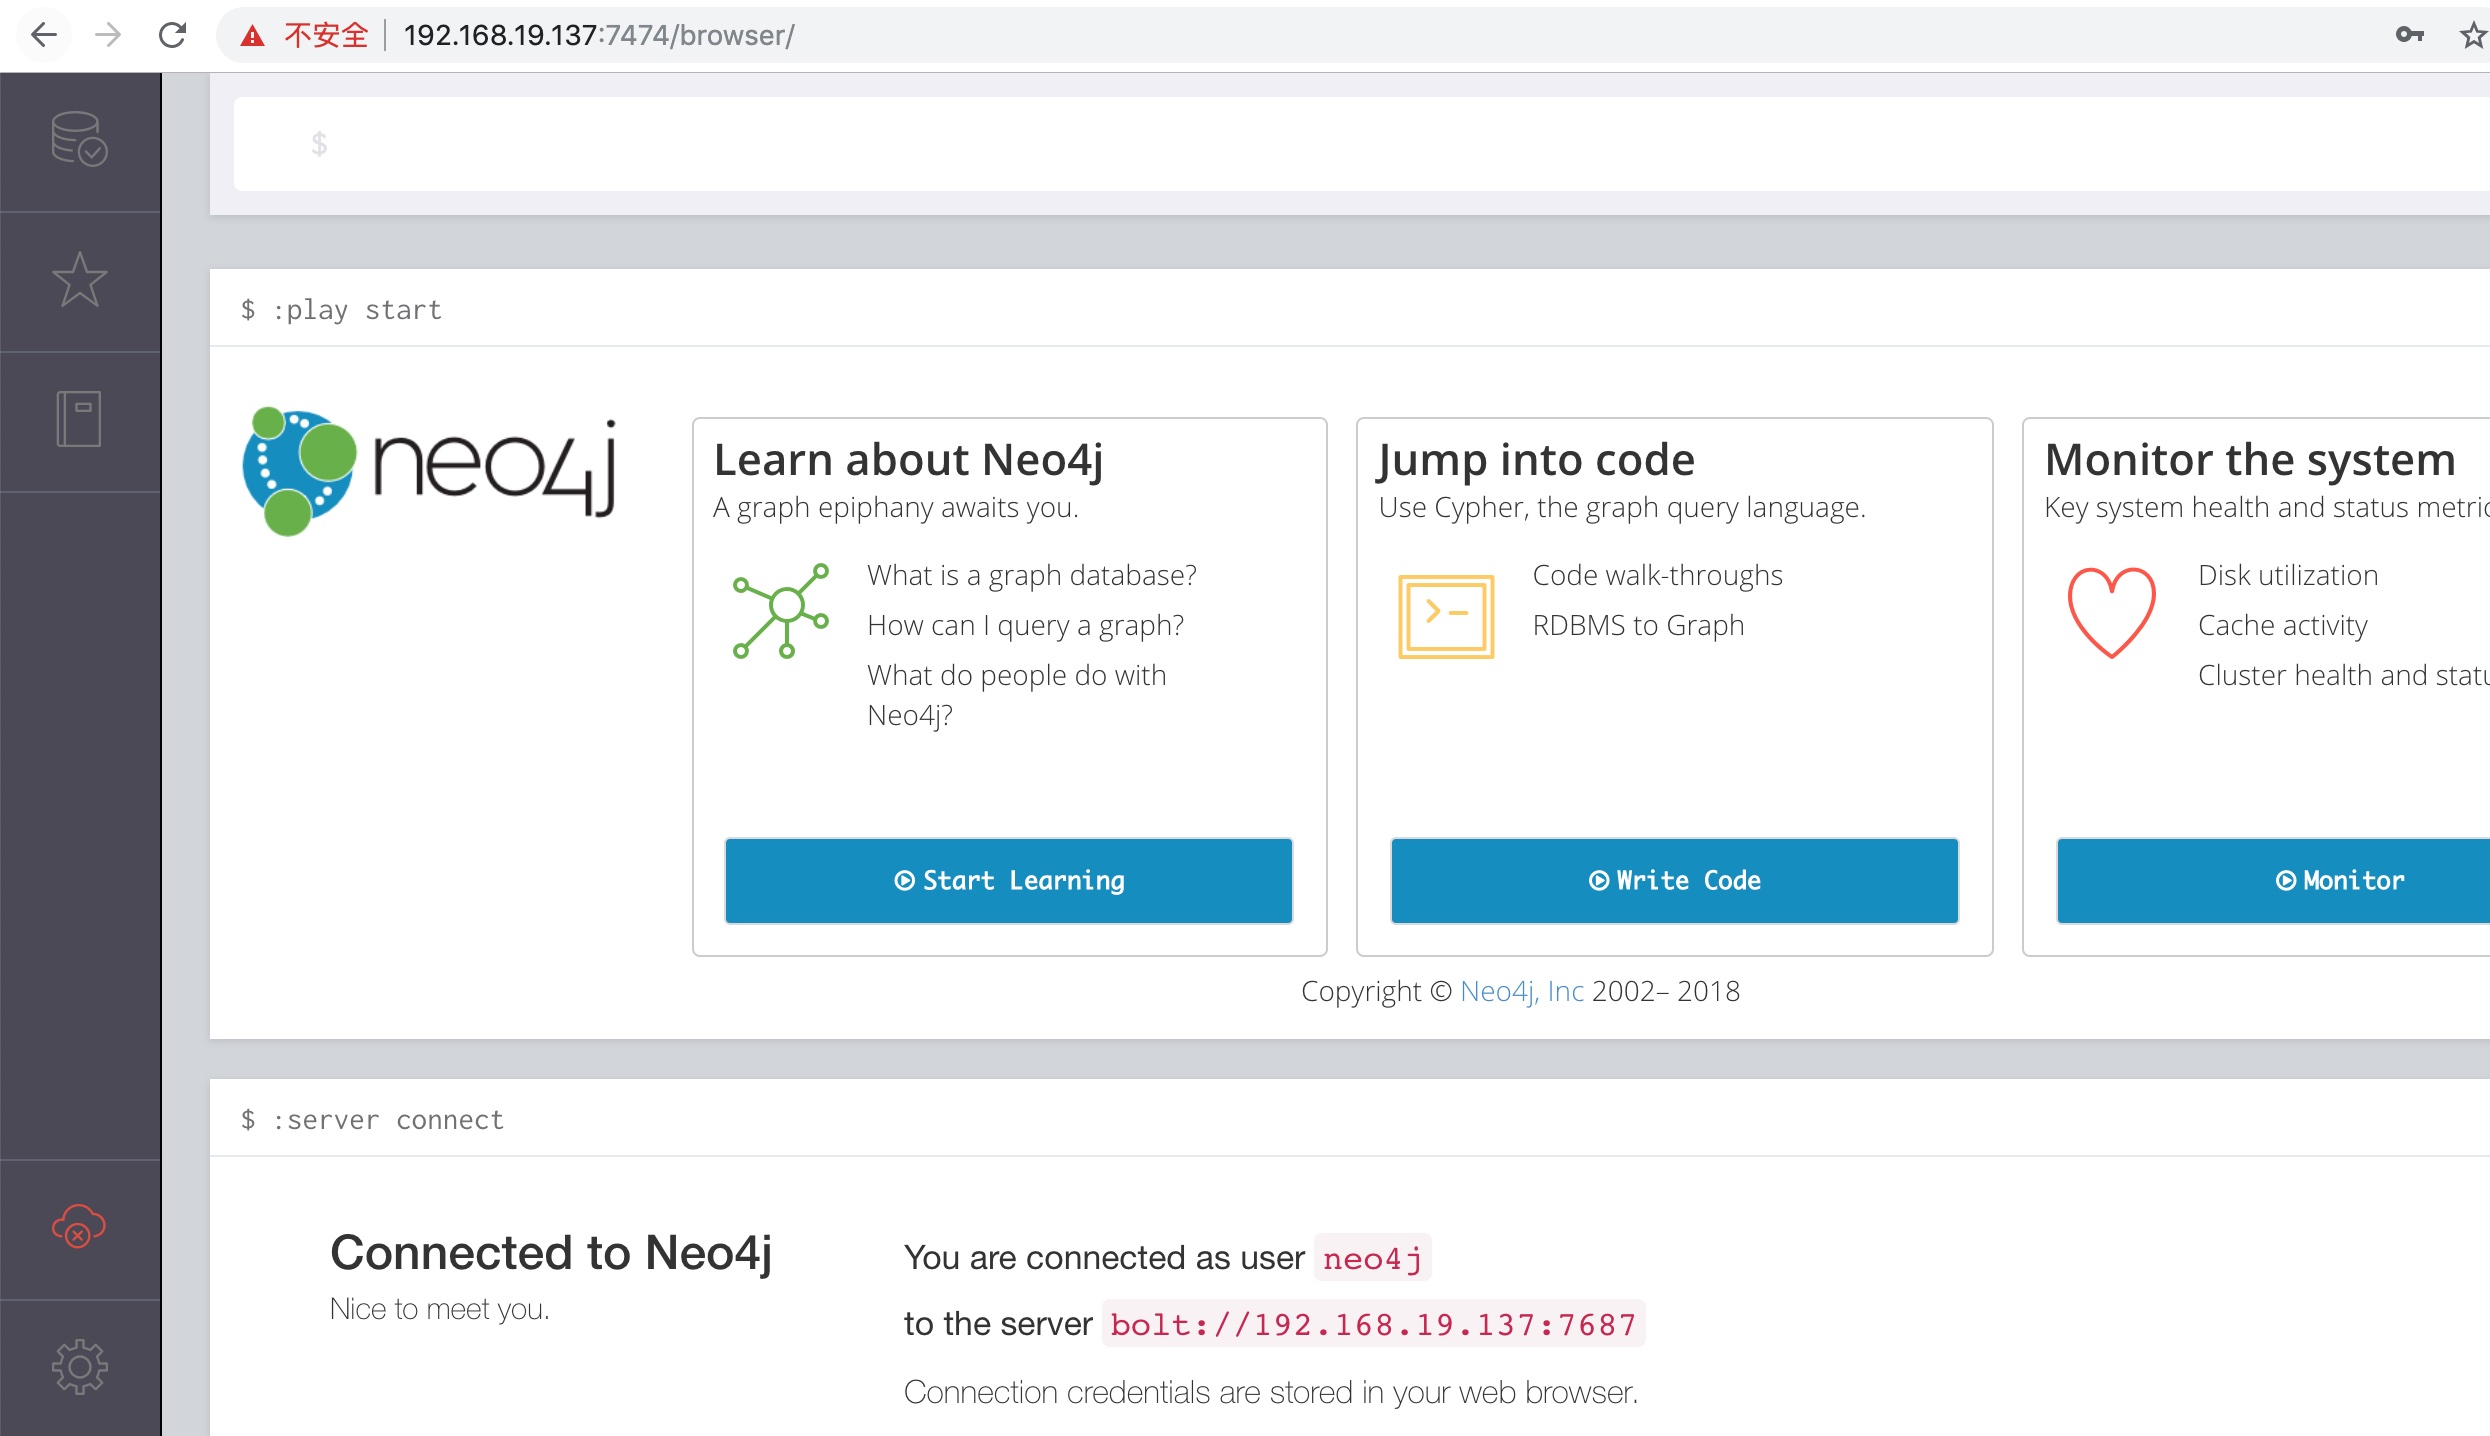 不安全 192.168.19.137:7474/browser/
$
$ :play start
neo4j
Learn about Neo4j
A graph epiphany awaits you.
What is a graph database?
How can I query a graph?
What do people do with
Neo4j?
Start Learning
Jump into code
Use Cypher, the graph query language.
Code walk-throughs
RDBMS to Graph
Write Code
Monitor the system
Key system health and status metric
Disk utilization
Cache activity
Cluster health and statu
Monitor
Copyright © Neo4j, Inc 2002– 2018
$ :server connect
Connected to Neo4j
Nice to meet you.
You are connected as user neo4j
to the server bolt://192.168.19.137:7687
Connection credentials are stored in your web browser.